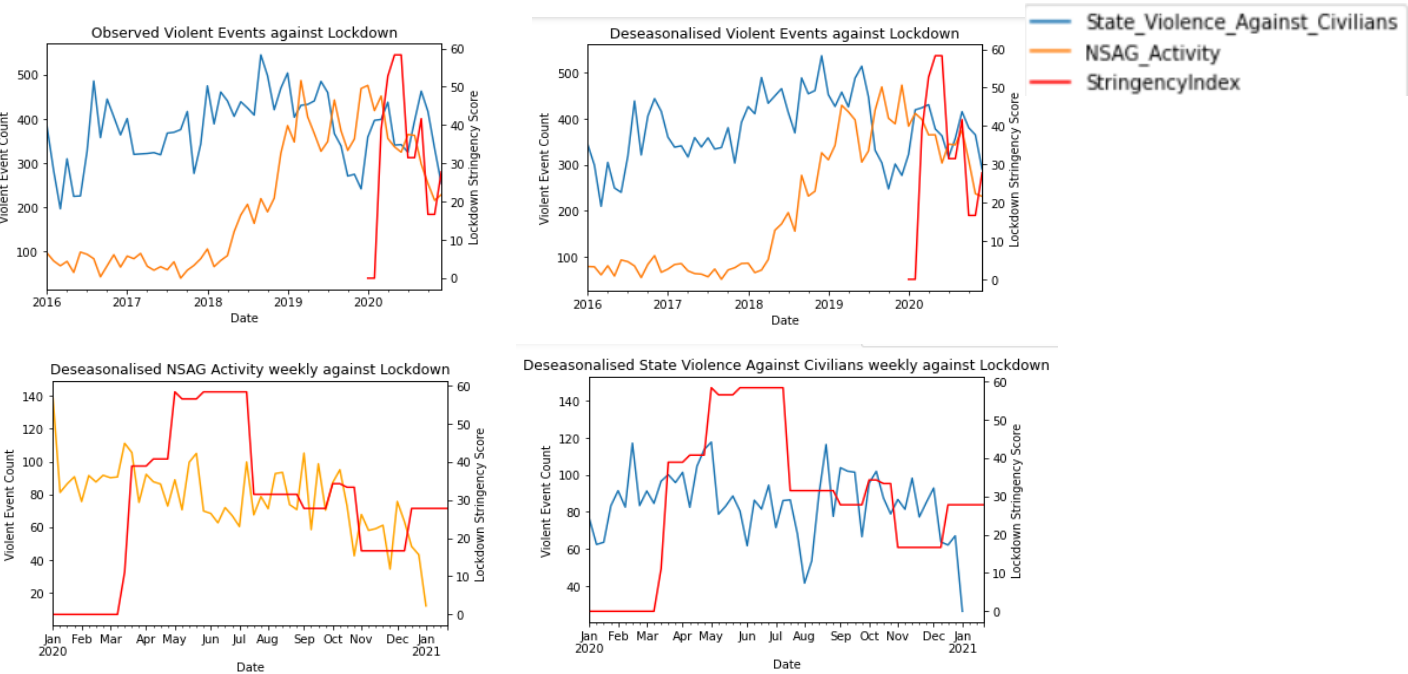 Observed Violent Events against Lockdown
Violent Event Count
500
400
300
200
100
60
50
40
30
20
10
0
Lockdown Stringency Score
2016 2017 2018 2019 2020
Date
Deseasonalised Violent Events against Lockdown
Violent Event Count
500
400
300
200
100
60
50
40
30
20
10
0
Lockdown Stringency Score
2016 2017 2018 2019 2020
Date
State_Violence_Against_Civilians
NSAG_Activity
StringencyIndex
Deseasonalised NSAG Activity weekly against Lockdown
Violent Event Count
140
120
100
80
60
40
20
60
50
40
30
20
10
0
Lockdown Stringency Score
Jan Feb Mar Apr May Jun Jul Aug Sep Oct Nov Dec Jan
2020 2021
Date
Deseasonalised State Violence Against Civilians weekly against Lockdown
Violent Event Count
140
120
100
80
60
40
60
50
40
30
20
10
0
Lockdown Stringency Score
Jan Feb Mar Apr May Jun Jul Aug Sep Oct Nov Dec Jan
2020 2021
Date